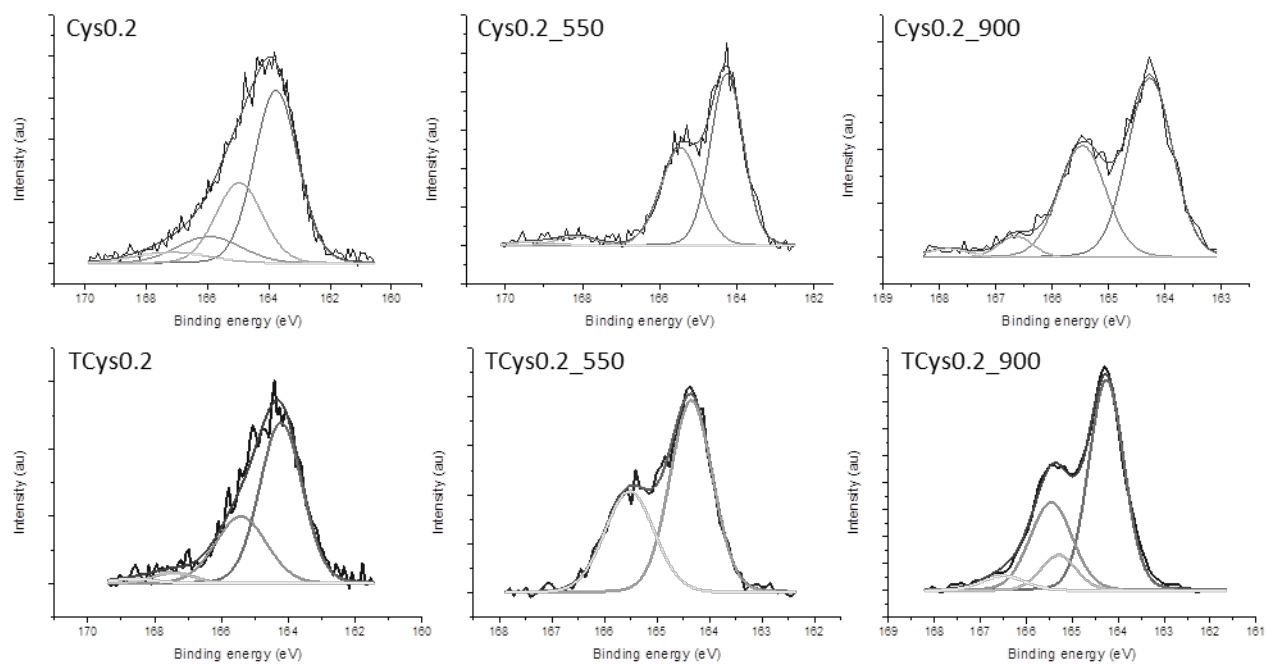 Cys0.2
Intensity (au)
170 168 166 164 162 160
Binding energy (eV)
Cys0.2_550
Intensity (au)
170 168 166 164 162
Binding energy (eV)
Cys0.2_900
Intensity (au)
169 168 167 166 165 164 163
Binding energy (eV)
TCys0.2
Intensity (au)
170 168 166 164 162 160
Binding energy (eV)
TCys0.2_550
Intensity (au)
168 167 166 165 164 163 162
Binding energy (eV)
TCys0.2_900
Intensity (au)
169 168 167 166 165 164 163 162 161
Binding energy (eV)